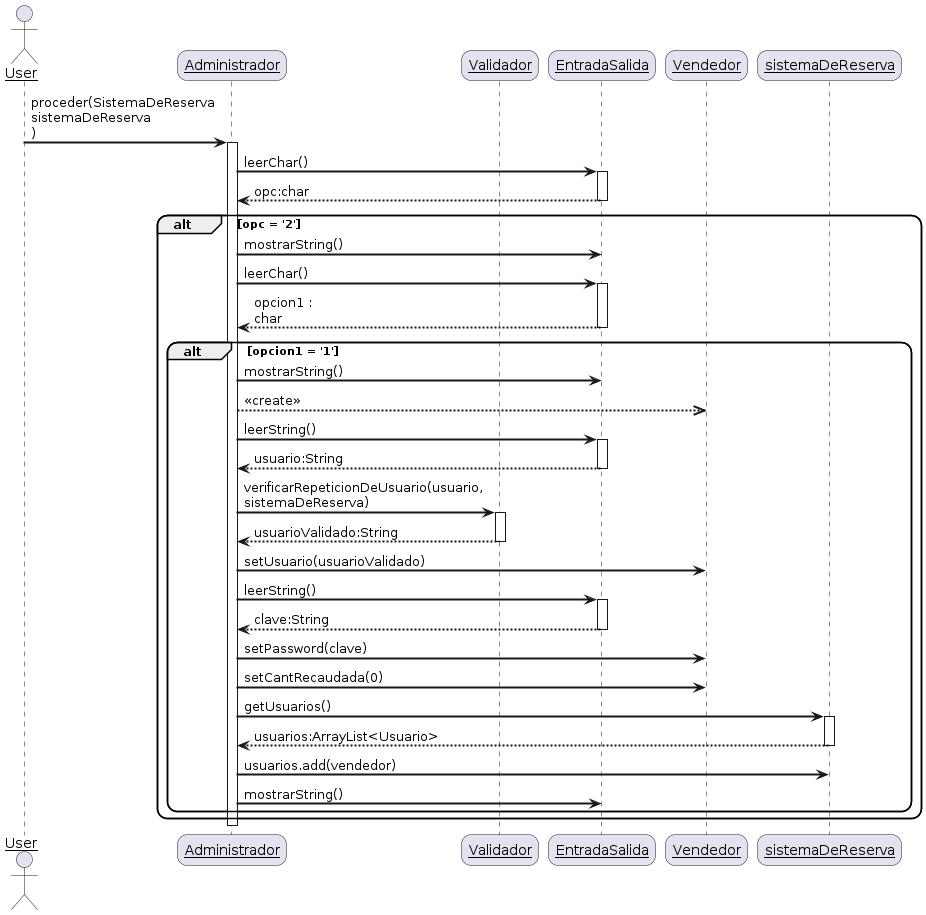 User
Administrador
Validador
EntradaSalida
Vendedor
sistemaDeReserva
proceder(SistemaDeReserva
sistemaDeReserva
)
leerChar()
opc:char
alt
[opc = '2']
mostrarString()
leerChar()
opcion1 :
char
alt
[opcion1 = '1']
mostrarString()
«create»
leerString()
usuario:String
verificarRepeticionDeUsuario(usuario,
sistemaDeReserva)
usuarioValidado:String
setUsuario(usuarioValidado)
leerString()
clave:String
setPassword(clave)
setCantRecaudada(0)
getUsuarios()
usuarios:ArrayList<Usuario>
usuarios.add(vendedor)
mostrarString()
User
Administrador
Validador
EntradaSalida
Vendedor
sistemaDeReserva